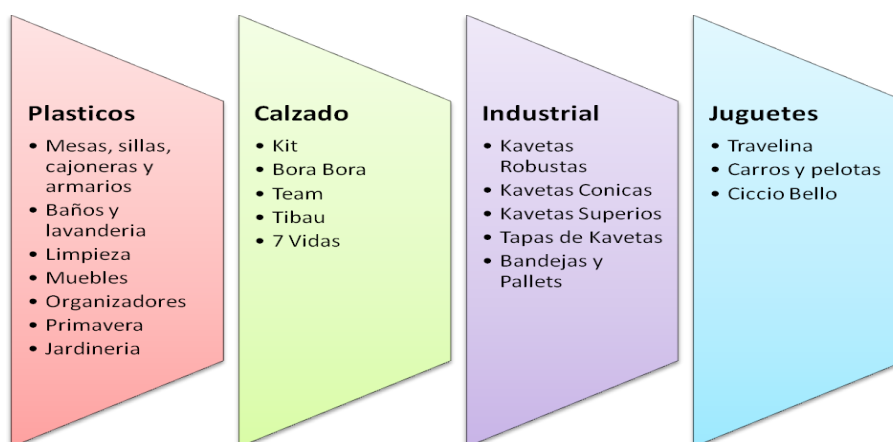 Plasticos
• Mesas, sillas,
cajoneras y
armarios
• Baños y
lavanderia
• Limpieza
• Muebles
• Organizadores
• Primavera
• Jardineria
Calzado
• Kit
• Bora Bora
• Team
• Tibau
• 7 Vidas
Industrial
• Kavetas
Robustas
• Kavetas Conicas
• Kavetas Superios
• Tapas de Kavetas
• Bandejas y
Pallets
Juguetes
• Travelina
• Carros y pelotas
• Ciccio Bello